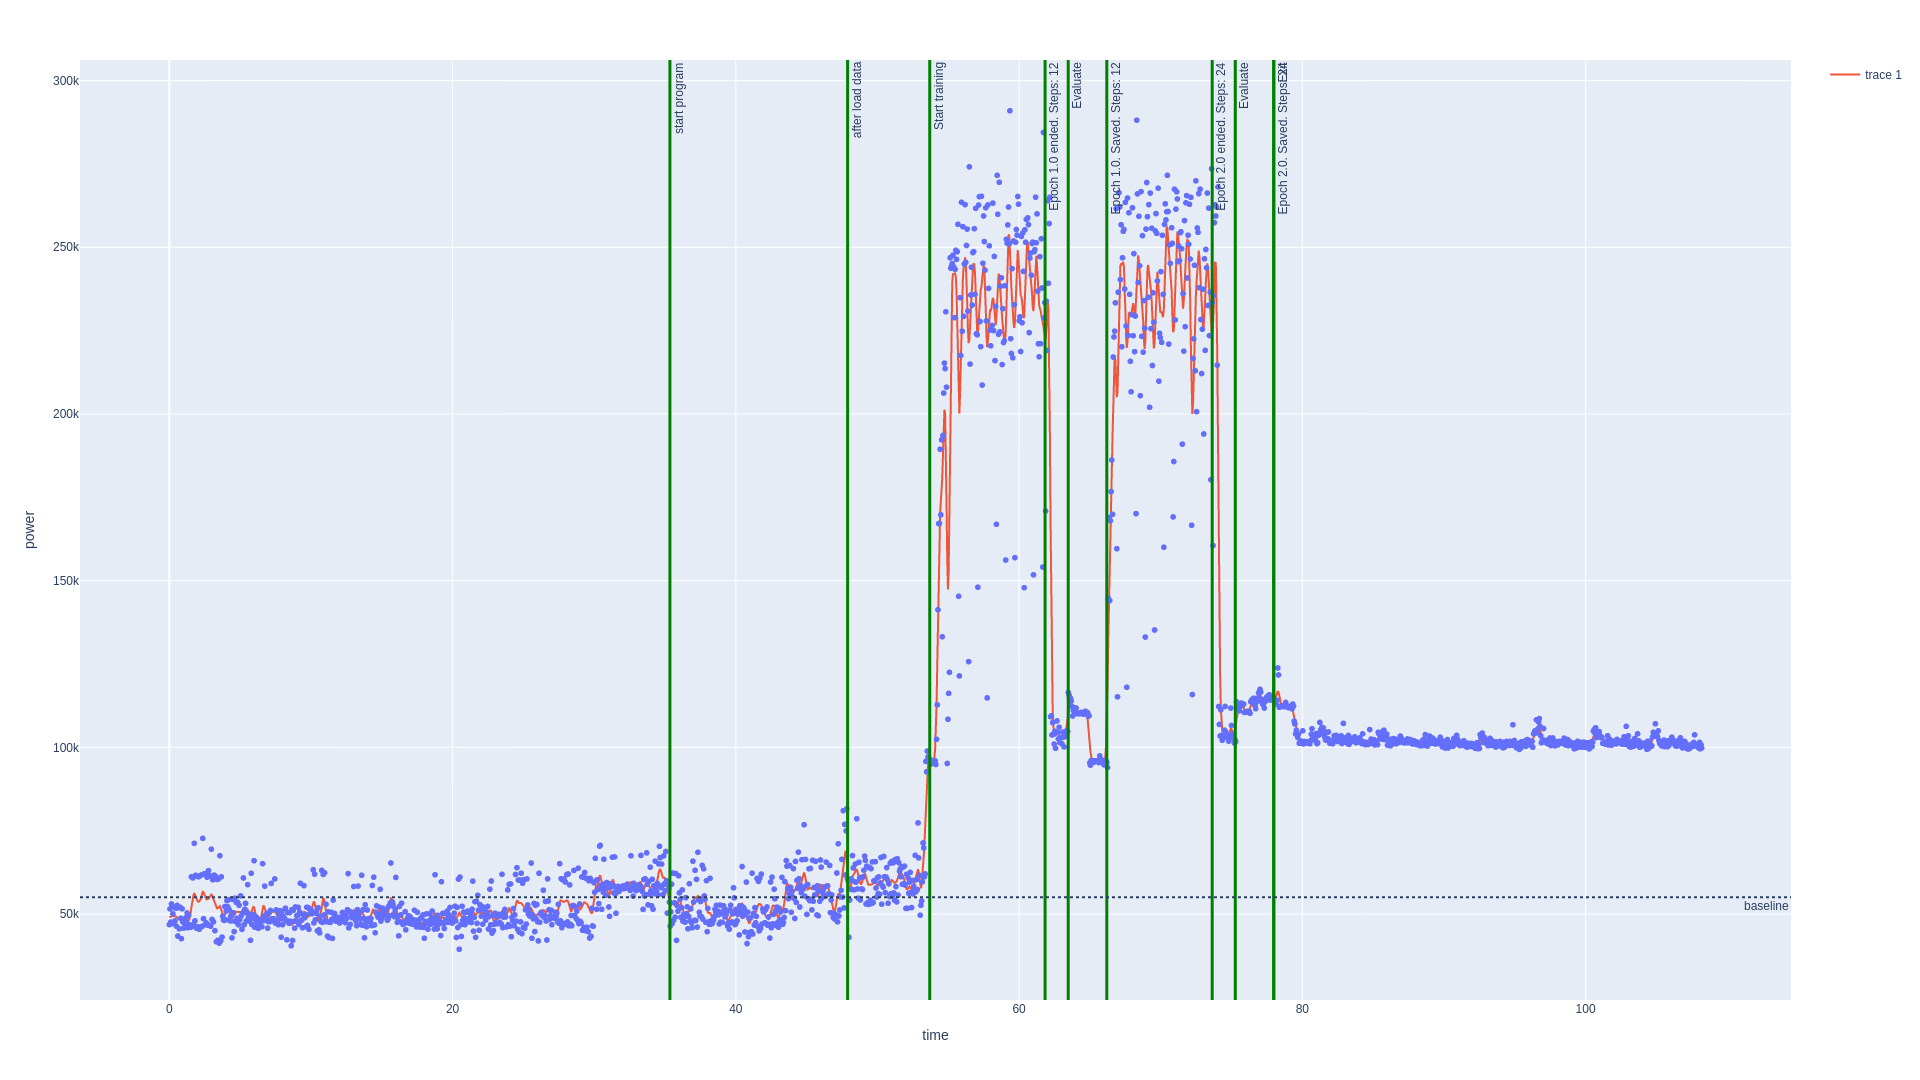 300k
250k
200k
150k
100k
50k
power
0
20
40
60
80
100
time
start program
after load data
Start training
Epoch 1.0 ended. Steps: 12
Evaluate
Epoch 1.0. Saved. Steps: 12
Epoch 2.0 ended. Steps: 24
Evaluate
Epoch 2.0. Saved. Steps: 24
baseline
trace 1